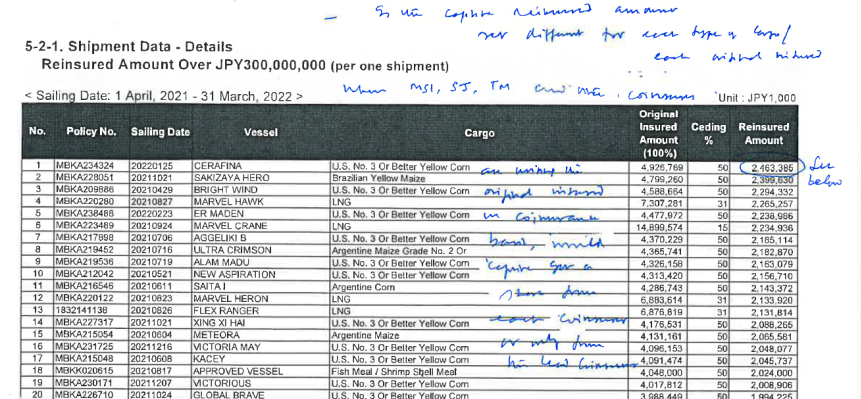 is the captive reinsured amount
set different for each type of cargo/
each original insured
5-2-1. Shipment Data - Details
Reinsured Amount Over JPY300,000,000 (per one shipment)
When MSI, SJ, TM and other coinsurers
< Sailing Date: 1 April, 2021 - 31 March, 2022 >
Unit : JPY1,000
No. Policy No. Sailing Date Vessel Cargo Original Insured Amount (100%) Ceding % Reinsured Amount
1 MBKA234324 20220125 CERAFINA U.S. No. 3 Or Better Yellow Corn 4,926,769 50 2,463,385
See below
are writing the
2 MBKA228051 20211021 SAKIZAYA HERO Brazilian Yellow Maize 4,799,260 50 2,399,630
3 MBKA209886 20210429 BRIGHT WIND U.S. No. 3 Or Better Yellow Corn 4,588,664 50 2,294,332
original insured
4 MBKA220280 20210827 MARVEL HAWK LNG 7,307,281 31 2,265,257
5 MBKA238486 20220223 ER MADEN U.S. No. 3 Or Better Yellow Corn 4,477,972 50 2,238,986
on coinsurance
6 MBKA223489 20210924 MARVEL CRANE LNG 14,899,574 15 2,234,936
7 MBKA217898 20210706 AGGELIKI B U.S. No. 3 Or Better Yellow Corn 4,370,229 50 2,185,114
basis, would
8 MBKA219452 20210716 ULTRA CRIMSON Argentine Maize Grade No. 2 Or 4,365,741 50 2,182,870
9 MBKA219536 20210719 ALAM MADU U.S. No. 3 Or Better Yellow Corn 4,326,158 50 2,163,079
captive get a
10 MBKA212042 20210521 NEW ASPIRATION U.S. No. 3 Or Better Yellow Corn 4,313,420 50 2,156,710
11 MBKA216546 20210611 SAITA I Argentine Corn 4,286,743 50 2,143,372
share from
12 MBKA220122 20210823 MARVEL HERON LNG 6,883,614 31 2,133,920
13 1832141138 20210826 FLEX RANGER LNG 6,876,819 31 2,131,814
each coinsurer
14 MBKA227317 20211021 XING XI HAI U.S. No. 3 Or Better Yellow Corn 4,176,531 50 2,088,265
15 MBKA215054 20210604 METEORA Argentine Maize 4,131,161 50 2,065,581
or only from
16 MBKA231725 20211216 VICTORIA MAY U.S. No. 3 Or Better Yellow Corn 4,096,153 50 2,048,077
17 MBKA215048 20210608 KACEY U.S. No. 3 Or Better Yellow Corn 4,091,474 50 2,045,737
the lead coinsurer
18 MBKK020615 20210817 APPROVED VESSEL Fish Meal / Shrimp Shell Meal 4,048,000 50 2,024,000
19 MBKA230171 20211207 VICTORIOUS U.S. No. 3 Or Better Yellow Corn 4,017,812 50 2,008,906
20 MBKA226710 20211024 GLOBAL BRAVE U.S. No. 3 Or Better Yellow Corn 3,988,449 50 1,994,225